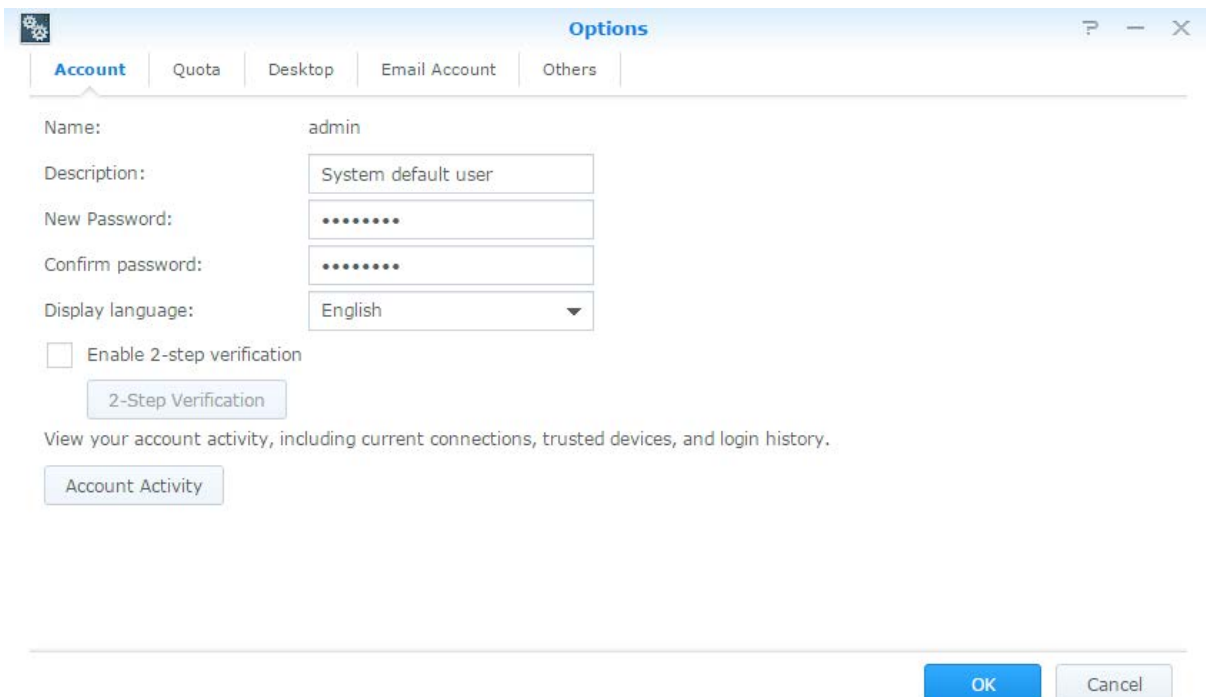 Options
Account Quota Desktop Email Account Others
Name: admin
Description: System default user
New Password: ••••••••
Confirm password: ••••••••
Display language: English
Enable 2-step verification
2-Step Verification
View your account activity, including current connections, trusted devices, and login history.
Account Activity
OK Cancel